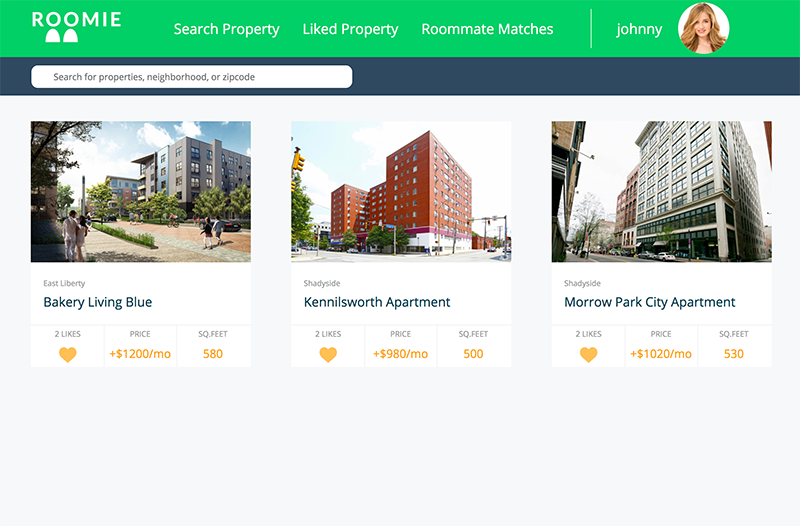 ROOMIE
Search Property
Liked Property
Roommate Matches
johnny
Search for properties, neighborhood, or zipcode
East Liberty
Bakery Living Blue
2 LIKES
PRICE
SQ.FEET
+$1200/mo
580
Shadyside
Kennilsworth Apartment
2 LIKES
PRICE
SQ.FEET
+$980/mo
500
Shadyside
Morrow Park City Apartment
2 LIKES
PRICE
SQ.FEET
+$1020/mo
530